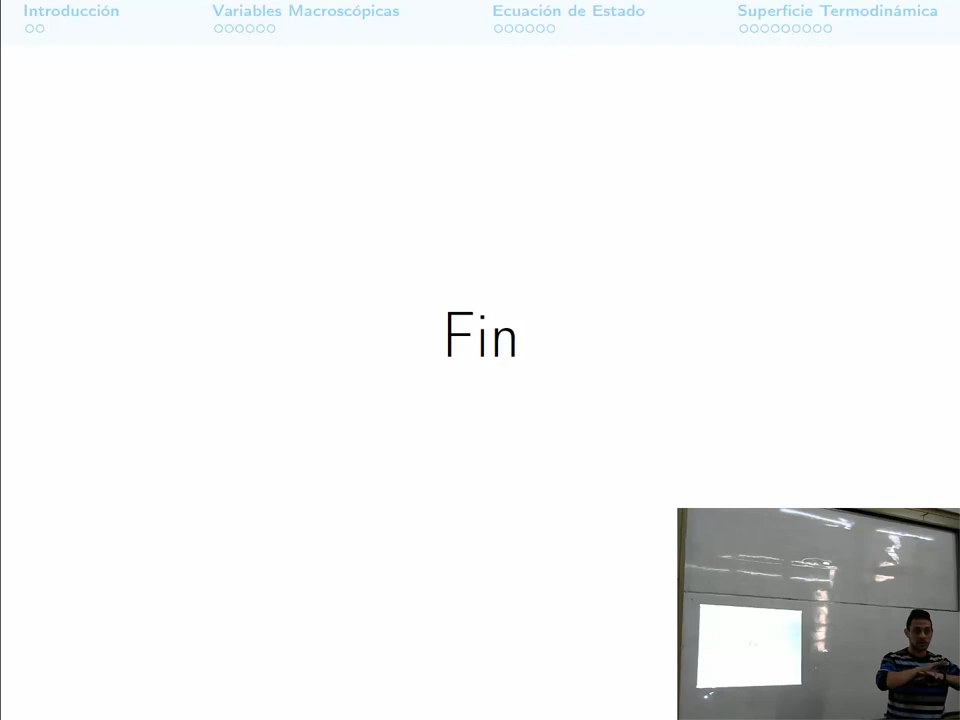 Introducción Variables Macroscópicas Ecuación de Estado Superficie Termodinámica
Fin